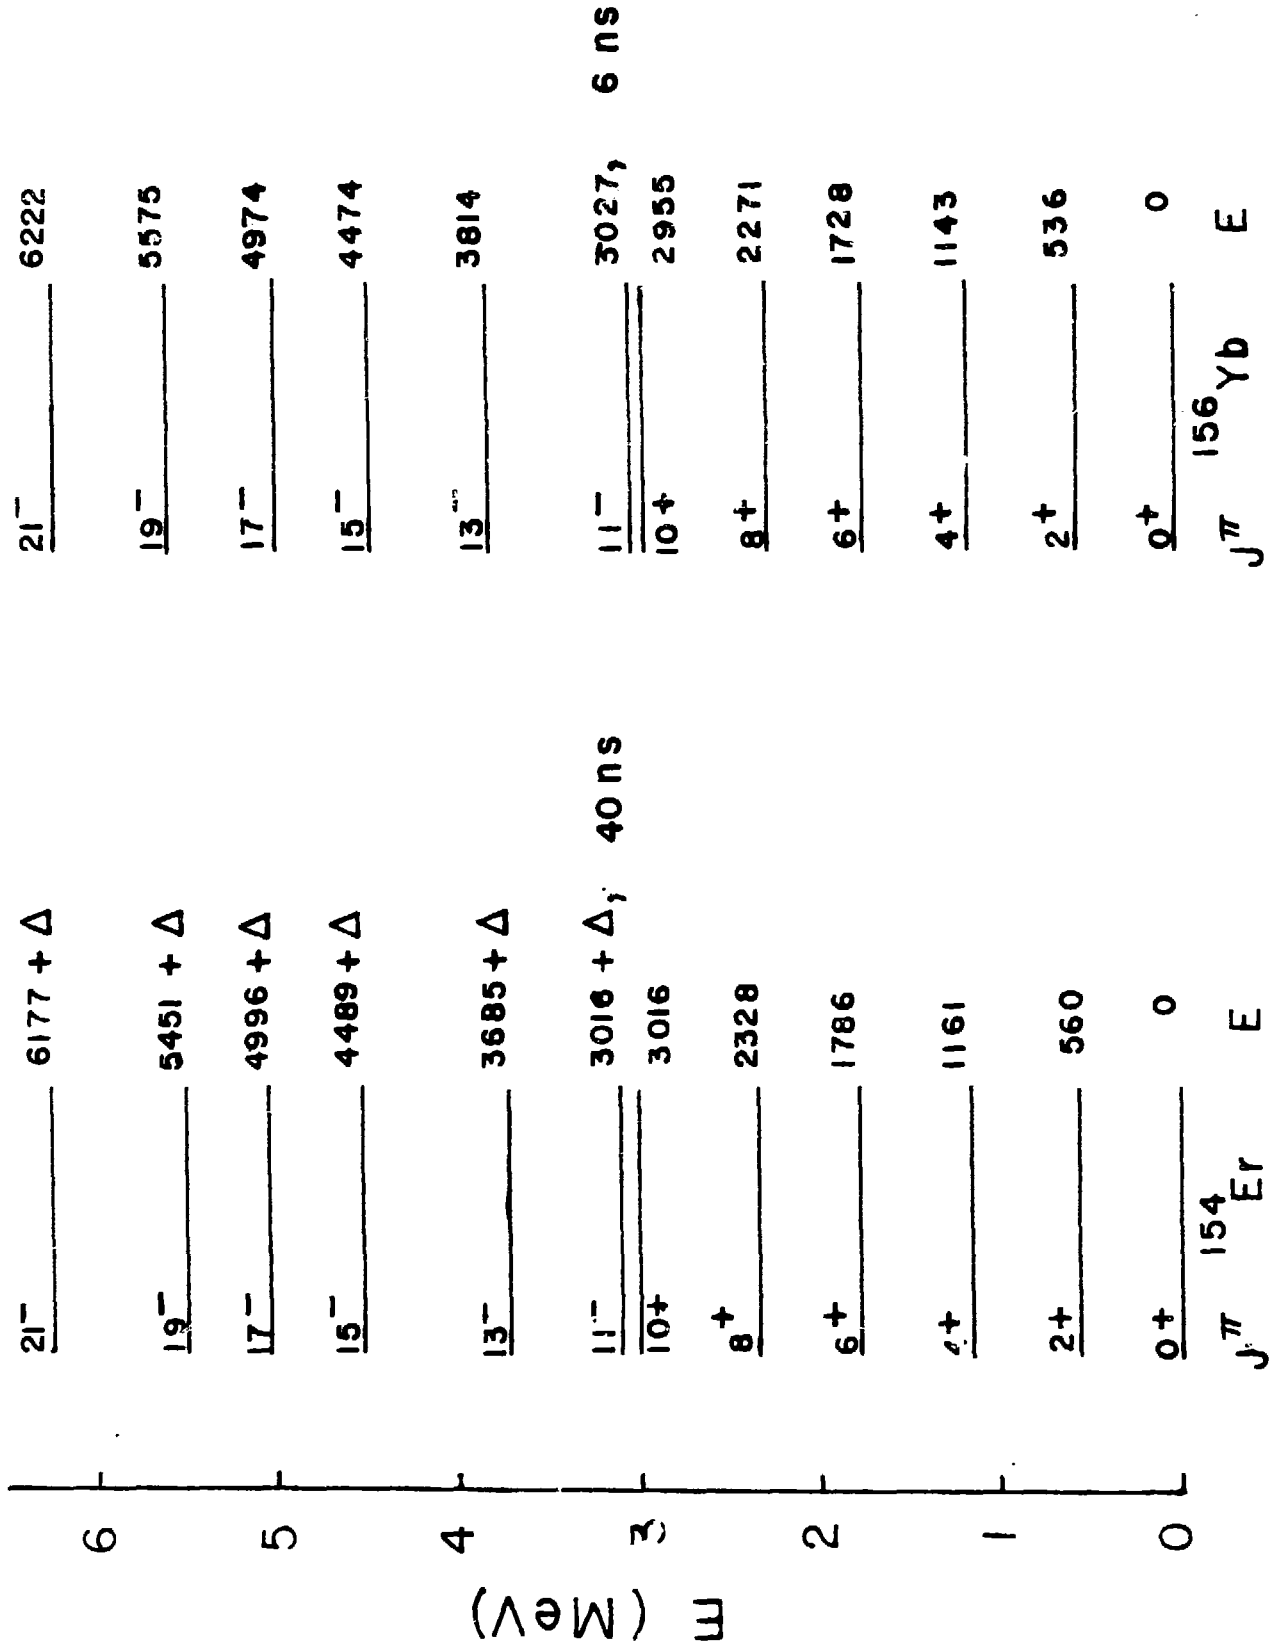 E (MeV)
6
5
4
3
2
1
0
21⁻ 6177 + Δ
19⁻ 5451 + Δ
17⁻ 4996 + Δ
15⁻ 4489 + Δ
13⁻ 3685 + Δ
11⁻ 3016 + Δ, 40 ns
10+ 3016
8+ 2328
6+ 1786
4+ 1161
2+ 560
0+ 0
Jπ ¹⁵⁴Er E
21⁻ 6222
19⁻ 5575
17⁻ 4974
15⁻ 4474
13⁻ 3814
11⁻ 3027, 6 ns
10+ 2955
8+ 2271
6+ 1728
4+ 1143
2+ 536
0+ 0
Jπ ¹⁵⁶Yb E